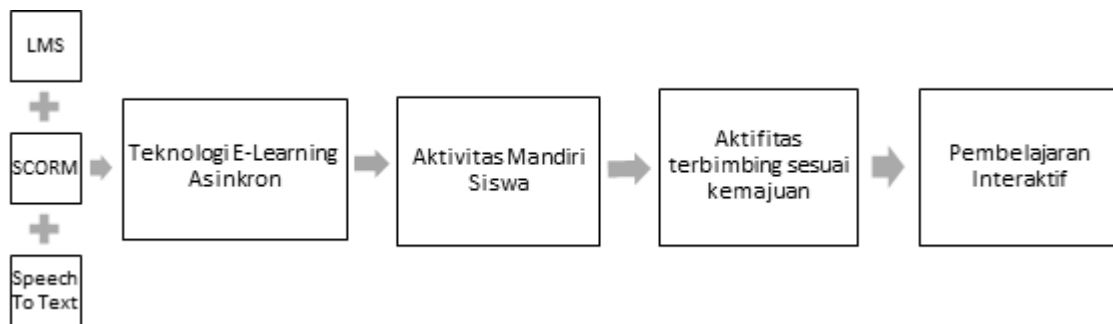 LMS
SCORM
Speech
To Text
Teknologi E-Learning
Asinkron
Aktivitas Mandiri
Siswa
Aktifitas
terbimbing sesuai
kemajuan
Pembelajaran
Interaktif